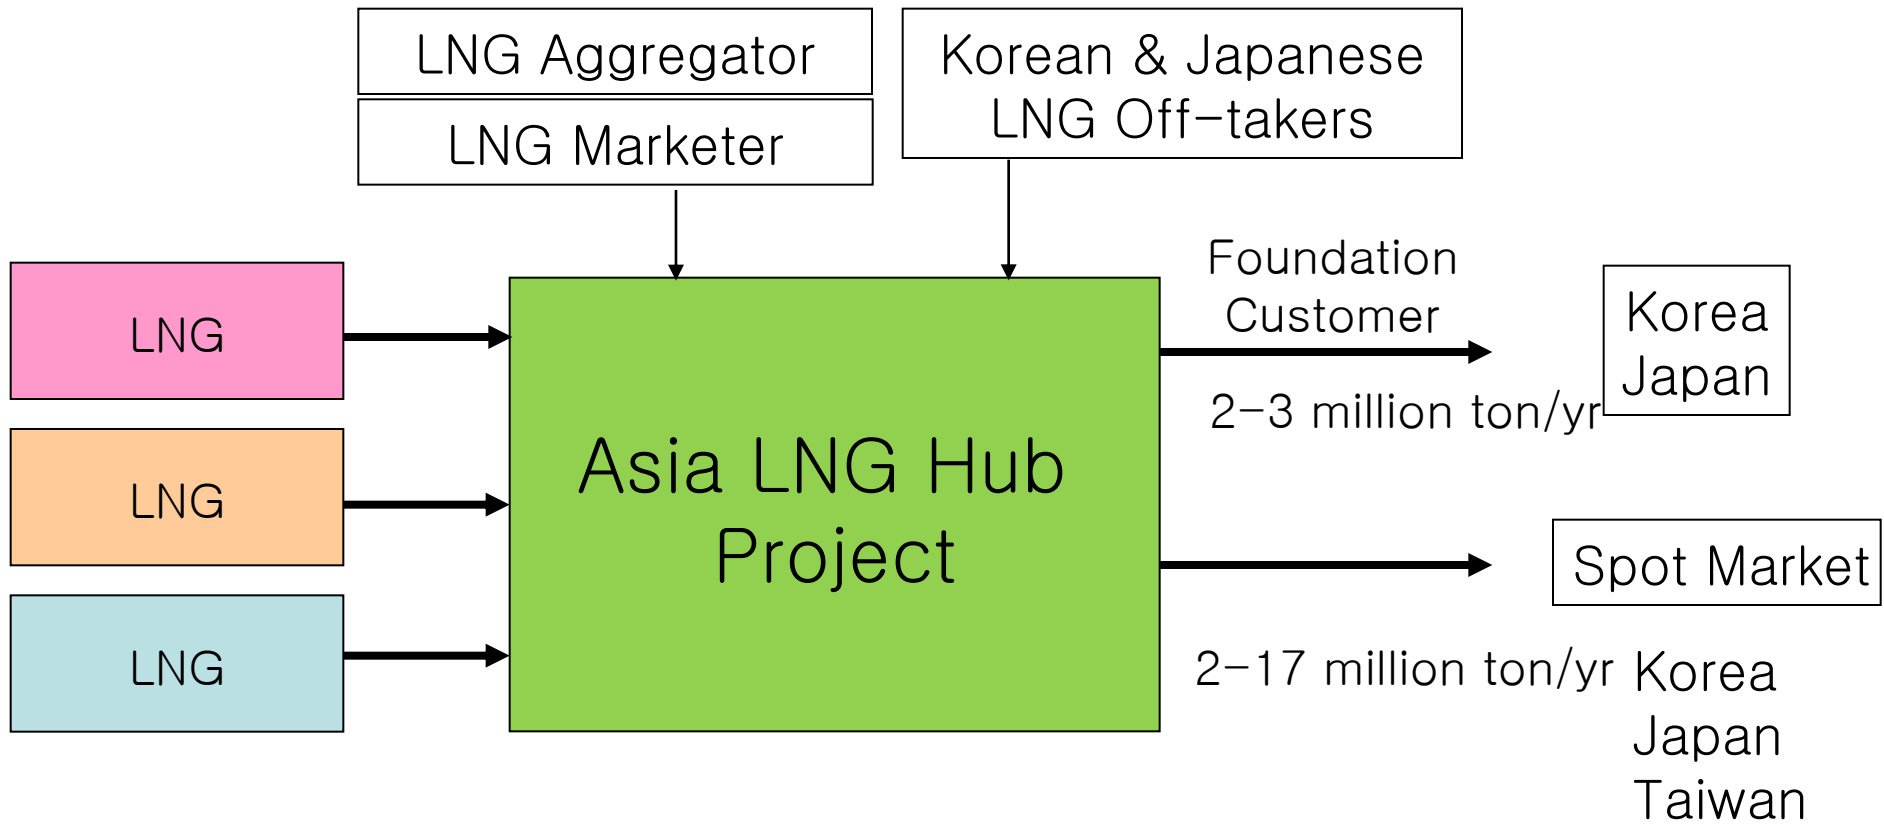 LNG Aggregator
LNG Marketer
Korean & Japanese
LNG Off-takers
LNG
LNG
LNG
Asia LNG Hub
Project
Foundation
Customer
2-3 million ton/yr
Korea
Japan
Spot Market
2-17 million ton/yr
Korea
Japan
Taiwan